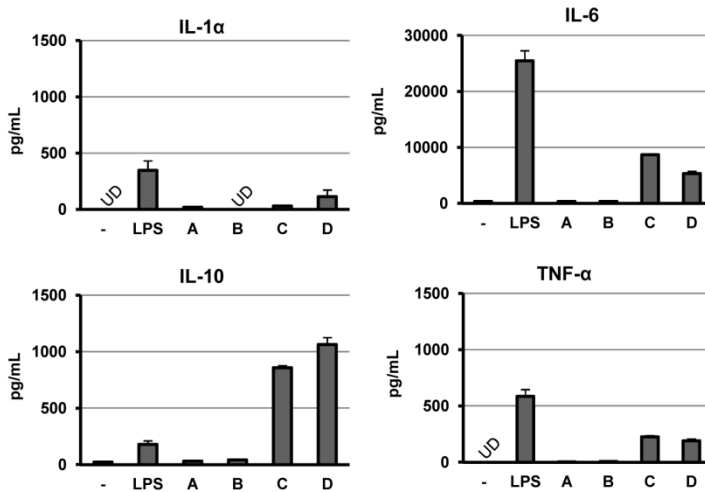 IL-1α
1500
1000
500
0
pg/mL
UD
UD
- LPS A B C D
IL-6
30000
20000
10000
0
pg/mL
- LPS A B C D
IL-10
1500
1000
500
0
pg/mL
- LPS A B C D
TNF-α
1500
1000
500
0
pg/mL
UD
- LPS A B C D